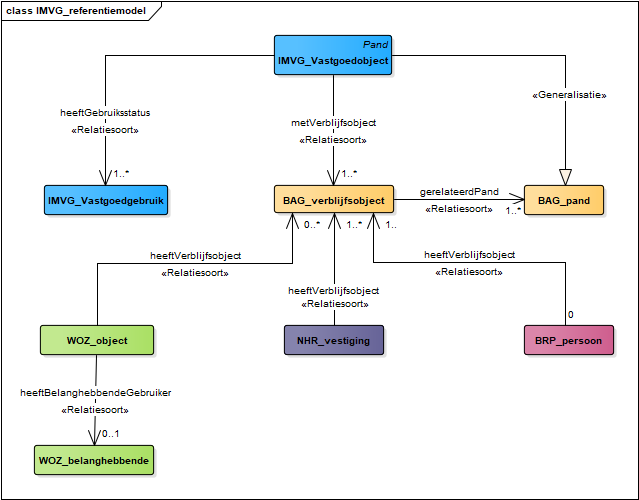 class IMVG_referentiemodel
Pand
IMVG_Vastgoedobject
«Generalisatie»
heeftGebruiksstatus
«Relatiesoort»
metVerblijfsobject
«Relatiesoort»
1..*
1..*
IMVG_Vastgoedgebruik
BAG_verblijfsobject
gerelateerdPand
«Relatiesoort»
1..*
BAG_pand
0..*
1..*
1..
heeftVerblijfsobject
«Relatiesoort»
heeftVerblijfsobject
«Relatiesoort»
heeftVerblijfsobject
«Relatiesoort»
0
WOZ_object
NHR_vestiging
BRP_persoon
heeftBelanghebbendeGebruiker
«Relatiesoort»
0..1
WOZ_belanghebbende